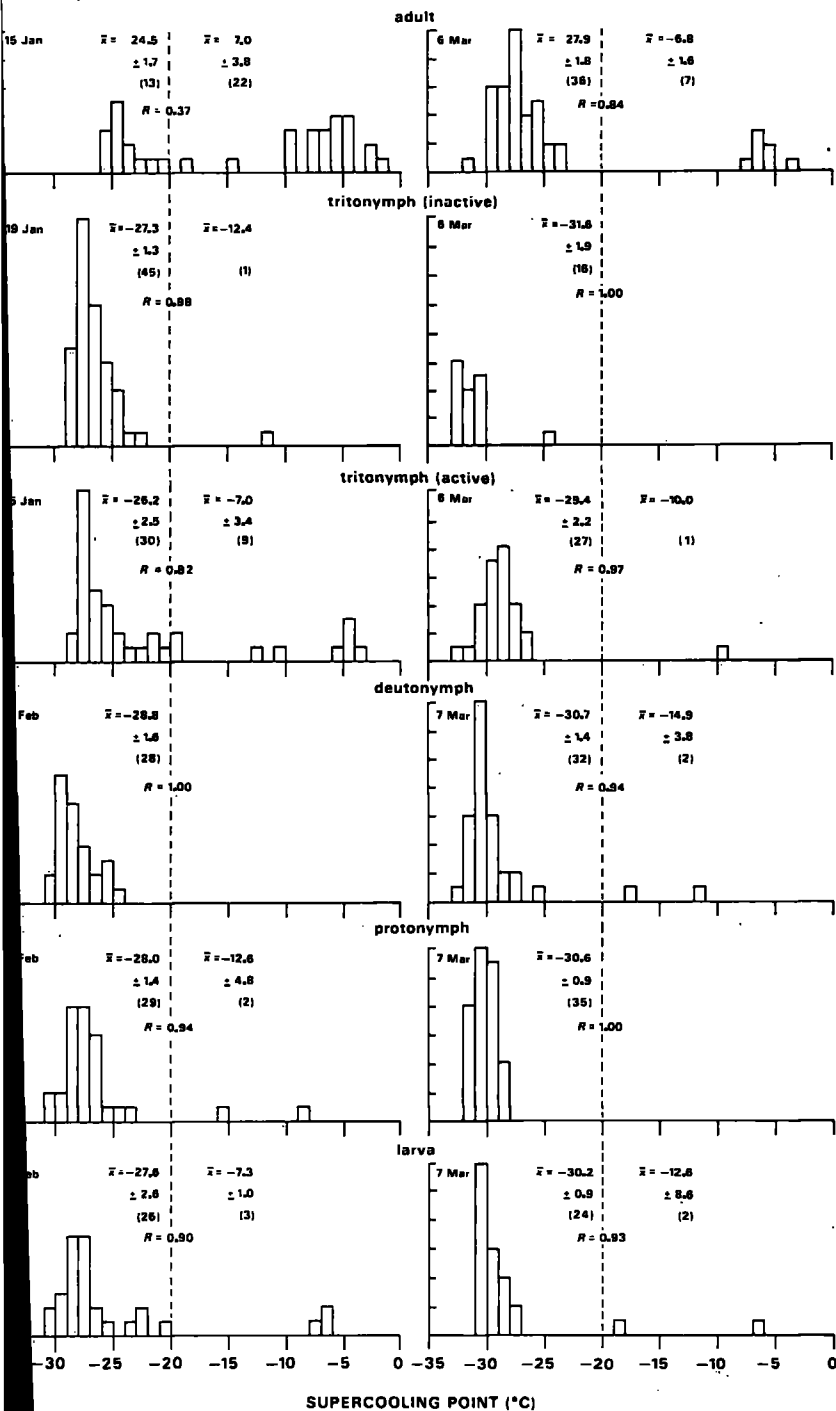 adult
15 Jan x̄ = 24.5 x̄ = 7.0
± 1.7 ± 3.8
(13) (22)
R = 0.37
6 Mar x̄ = 27.9 x̄ = -6.8
± 1.8 ± 1.6
(36) (7)
R = 0.84
tritonymph (inactive)
19 Jan x̄ = -27.3 x̄ = -12.4
± 1.3
(45) (1)
R = 0.98
6 Mar x̄ = -31.6
± 1.9
(16)
R = 1.00
tritonymph (active)
5 Jan x̄ = -26.2 x̄ = -7.0
± 2.5 ± 3.4
(30) (9)
R = 0.82
6 Mar x̄ = -29.4 x̄ = -10.0
± 2.2
(27) (1)
R = 0.97
deutonymph
Feb x̄ = -28.8
± 1.6
(28)
R = 1.00
7 Mar x̄ = -30.7 x̄ = -14.9
± 1.4 ± 3.8
(32) (2)
R = 0.94
protonymph
Feb x̄ = -28.0 x̄ = -12.6
± 1.4 ± 4.8
(29) (2)
R = 0.94
7 Mar x̄ = -30.6
± 0.9
(35)
R = 1.00
larva
eb x̄ = -27.6 x̄ = -7.3
± 2.6 ± 1.0
(26) (3)
R = 0.90
7 Mar x̄ = -30.2 x̄ = -12.6
± 0.9 ± 8.6
(24) (2)
R = 0.93
-30 -25 -20 -15 -10 -5 0 -35 -30 -25 -20 -15 -10 -5 0
SUPERCOOLING POINT (°C)